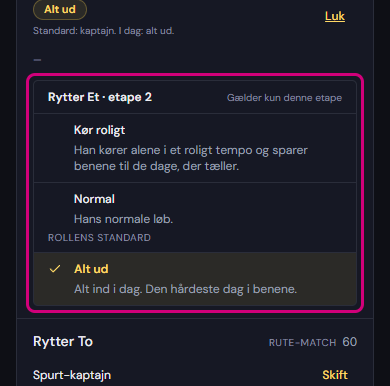 Alt ud
Luk
Standard: kaptajn. I dag: alt ud.
–
Rytter Et · etape 2
Gælder kun denne etape
Kør roligt
Han kører alene i et roligt tempo og sparer
benene til de dage, der tæller.
Normal
Hans normale løb.
ROLLENS STANDARD
Alt ud
Alt ind i dag. Den hårdeste dag i benene.
Rytter To
RUTE-MATCH 60
Spurt-kaptajn
Skift